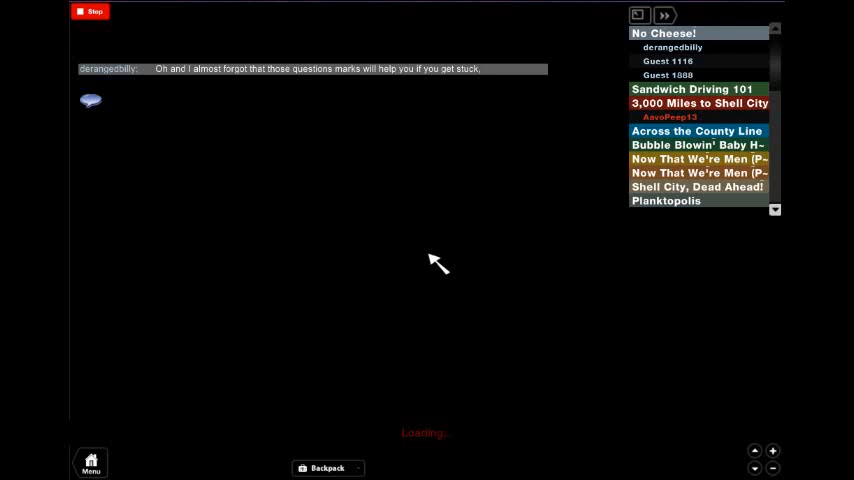 Stop
derangedbilly: Oh and I almost forgot that those questions marks will help you if you get stuck,
No Cheese!
derangedbilly
Guest 1116
Guest 1888
Sandwich Driving 101
3,000 Miles to Shell City
AavoPeep13
Across the County Line
Bubble Blowin' Baby H~
Now That We're Men (P~
Now That We're Men (P~
Shell City, Dead Ahead!
Planktopolis
Loading...
Menu
Backpack